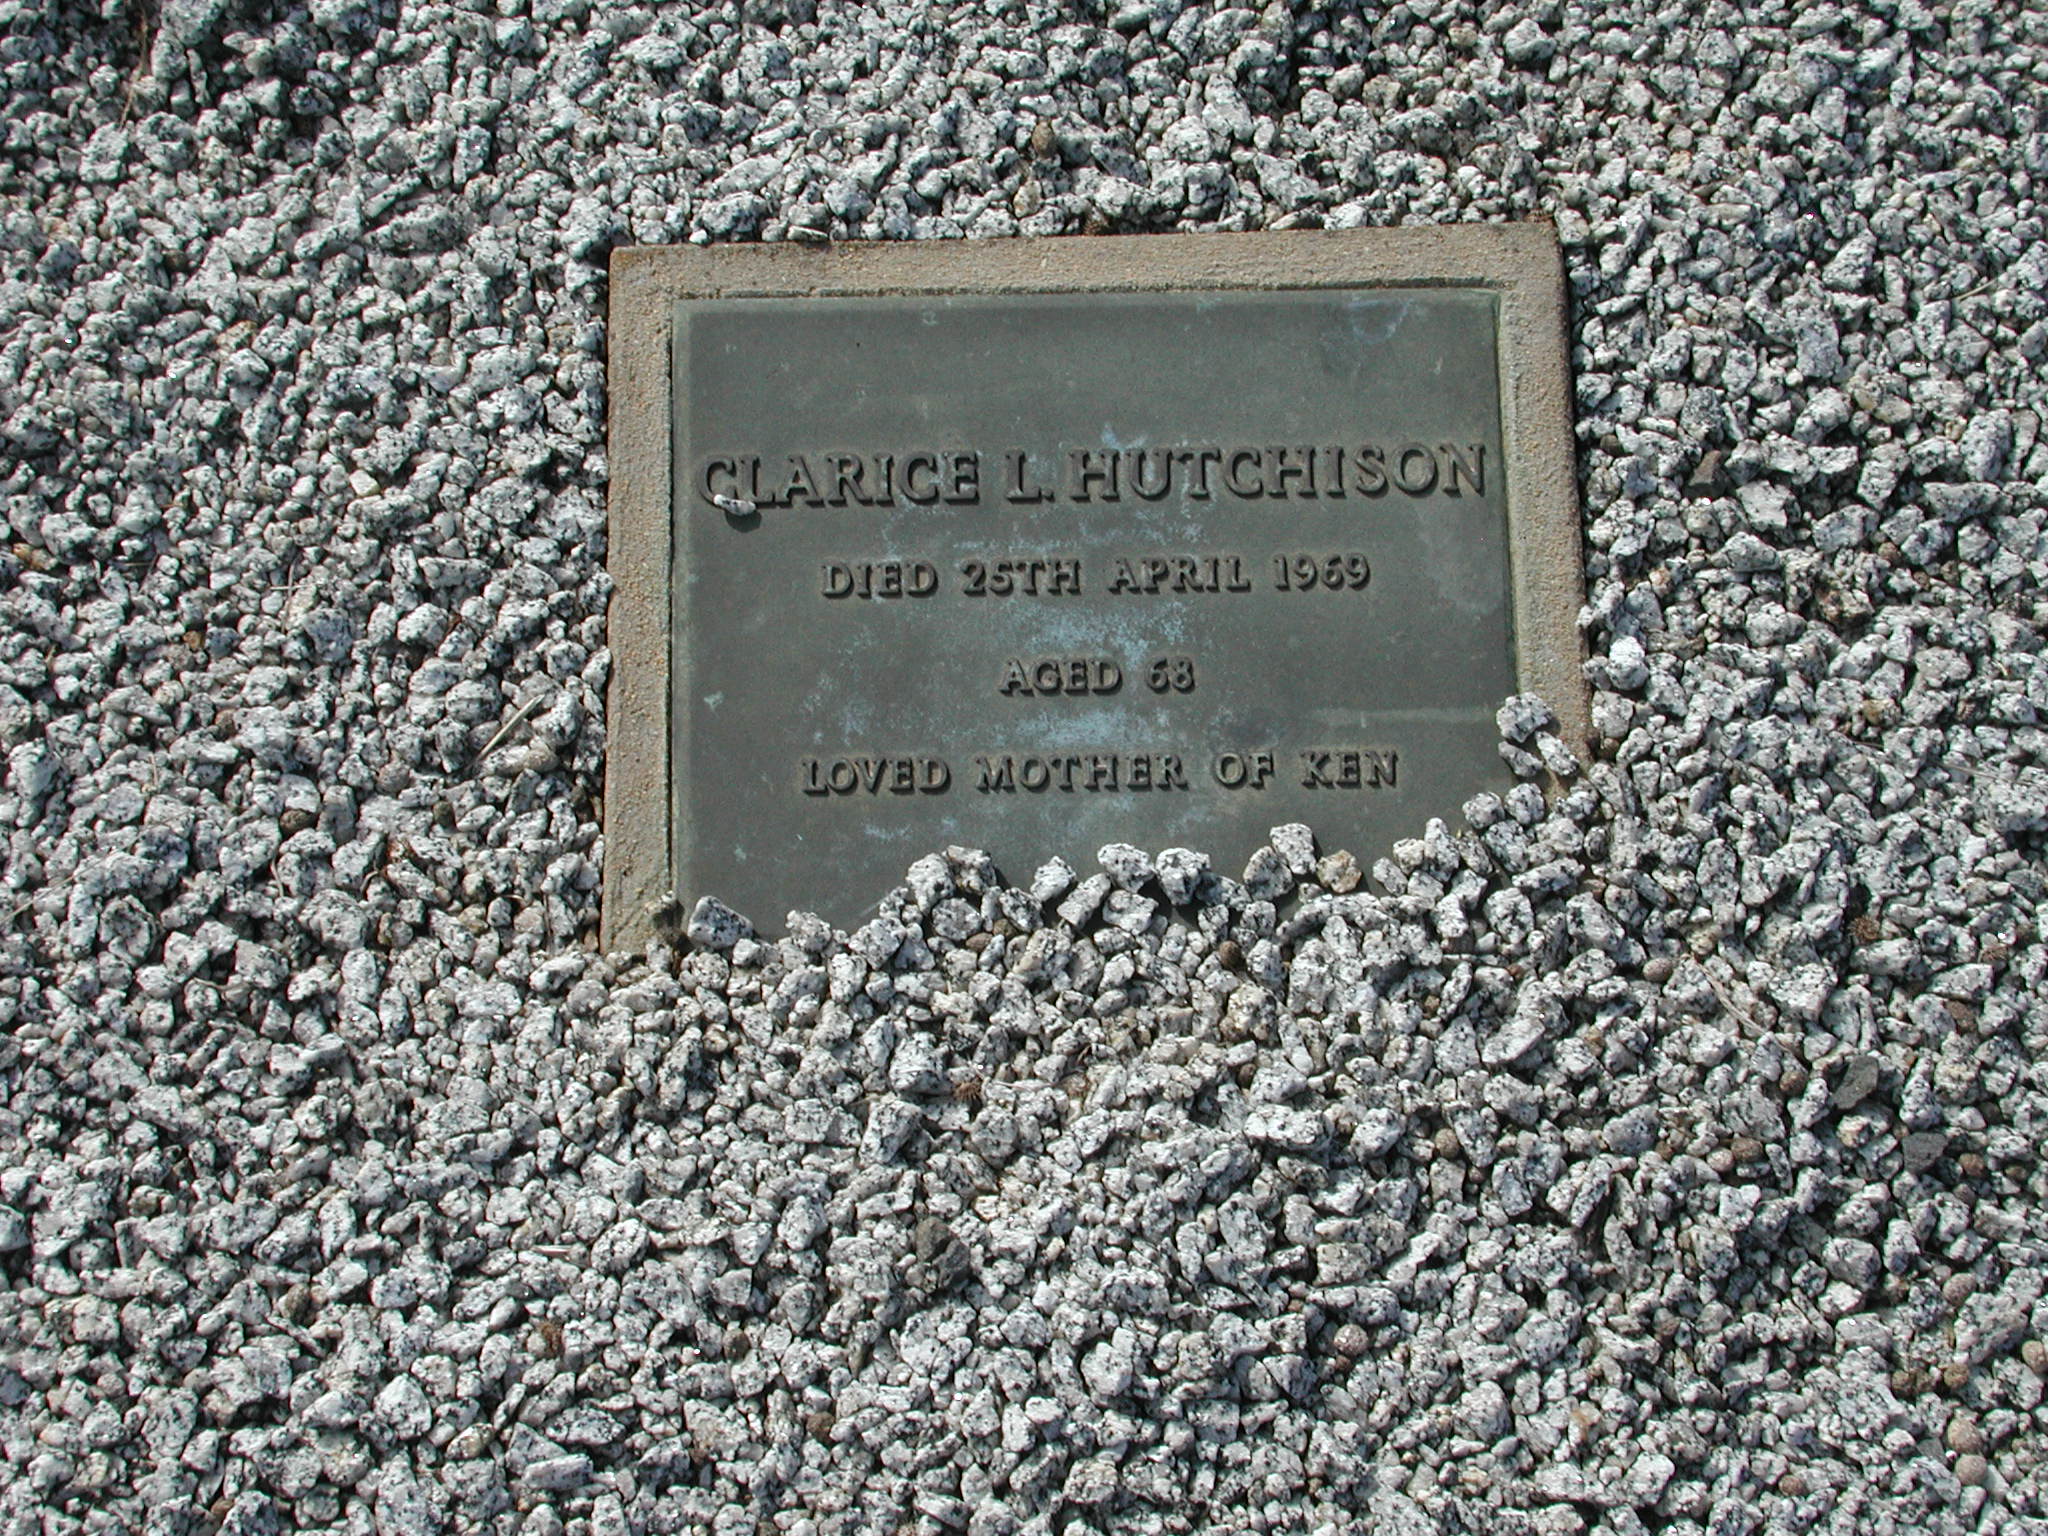 CLARICE L. HUTCHISON
DIED 25TH APRIL 1969
AGED 68
LOVED MOTHER OF KEN